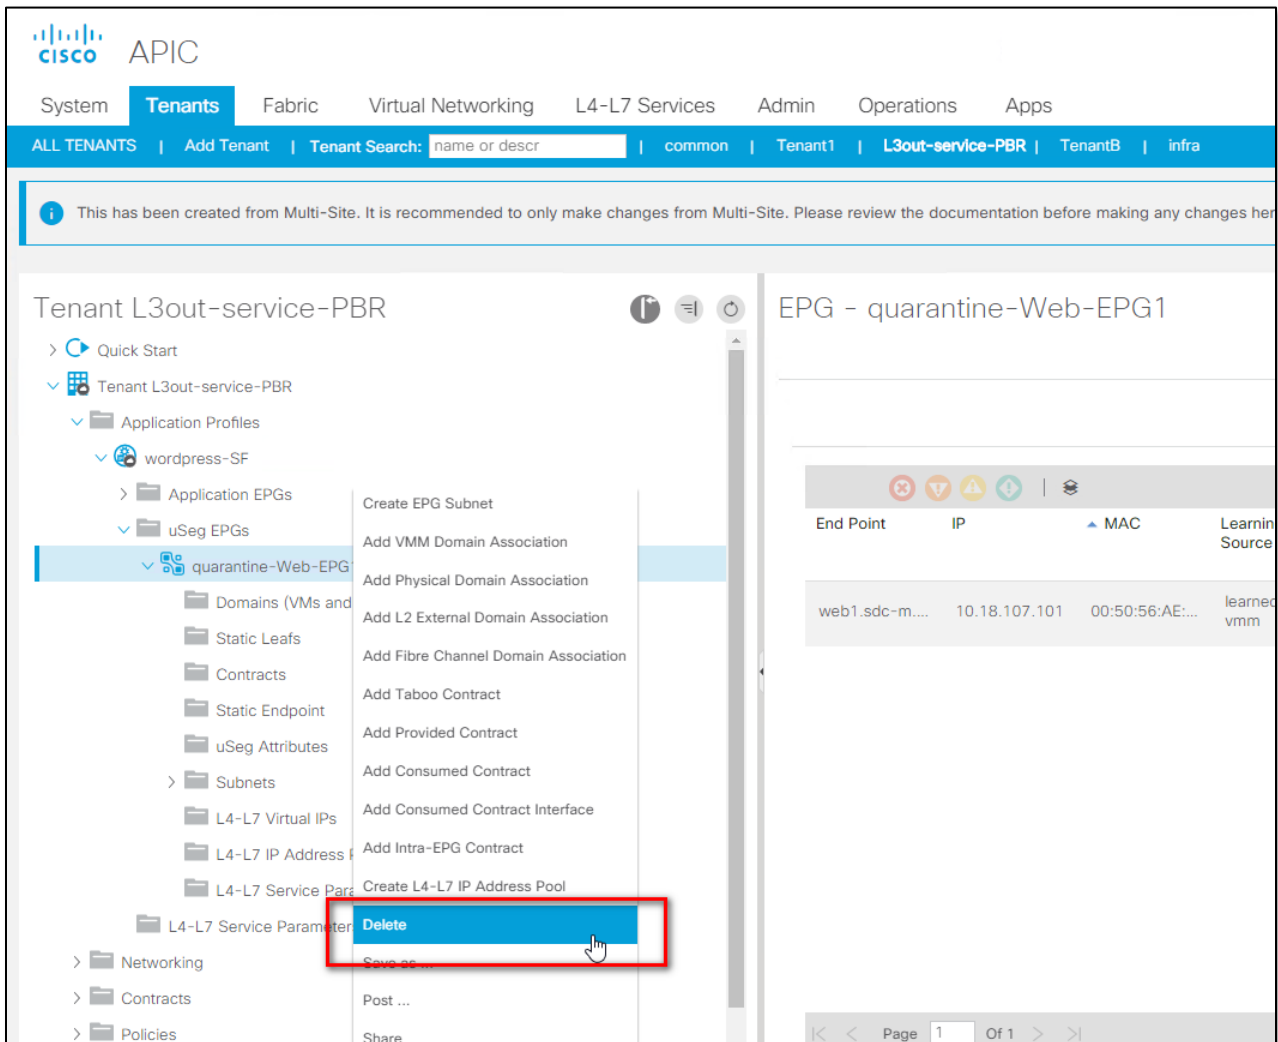 cisco APIC
System Tenants Fabric Virtual Networking L4-L7 Services Admin Operations Apps
ALL TENANTS | Add Tenant | Tenant Search: name or descr | common | Tenant1 | L3out-service-PBR | TenantB | infra
This has been created from Multi-Site. It is recommended to only make changes from Multi-Site. Please review the documentation before making any changes her
Tenant L3out-service-PBR
Quick Start
Tenant L3out-service-PBR
Application Profiles
wordpress-SF
Application EPGs
uSeg EPGs
quarantine-Web-EPG1
Domains (VMs and
Static Leafs
Contracts
Static Endpoint
uSeg Attributes
Subnets
L4-L7 Virtual IPs
L4-L7 IP Address
L4-L7 Service Para
L4-L7 Service Parameter
Networking
Contracts
Policies
Create EPG Subnet
Add VMM Domain Association
Add Physical Domain Association
Add L2 External Domain Association
Add Fibre Channel Domain Association
Add Taboo Contract
Add Provided Contract
Add Consumed Contract
Add Consumed Contract Interface
Add Intra-EPG Contract
Create L4-L7 IP Address Pool
Delete
Save as ...
Post ...
Share
EPG - quarantine-Web-EPG1
End Point IP MAC Learnin
Source
web1.sdc-m.... 10.18.107.101 00:50:56:AE:... learned
vmm
Page 1 Of 1